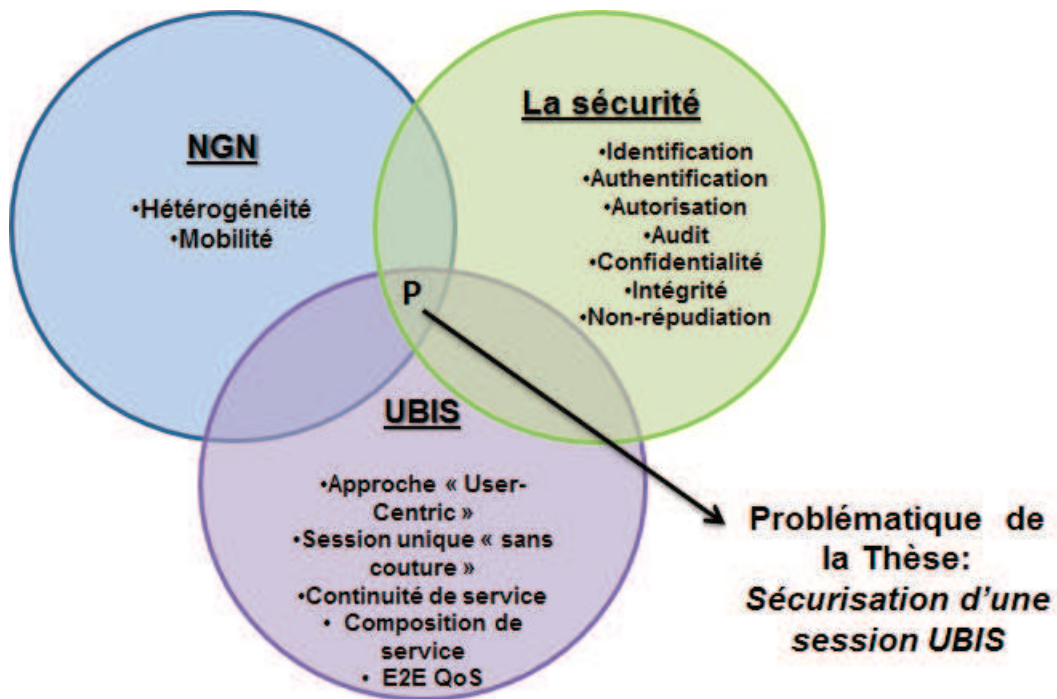 NGN
•Hétérogénéité
•Mobilité
La sécurité
•Identification
•Authentification
•Autorisation
•Audit
•Confidentialité
•Intégrité
•Non-répudiation
P
UBIS
•Approche « User-
Centric »
•Session unique « sans
couture »
•Continuité de service
• Composition de
service
• E2E QoS
Problématique de
la Thèse:
Sécurisation d'une
session UBIS